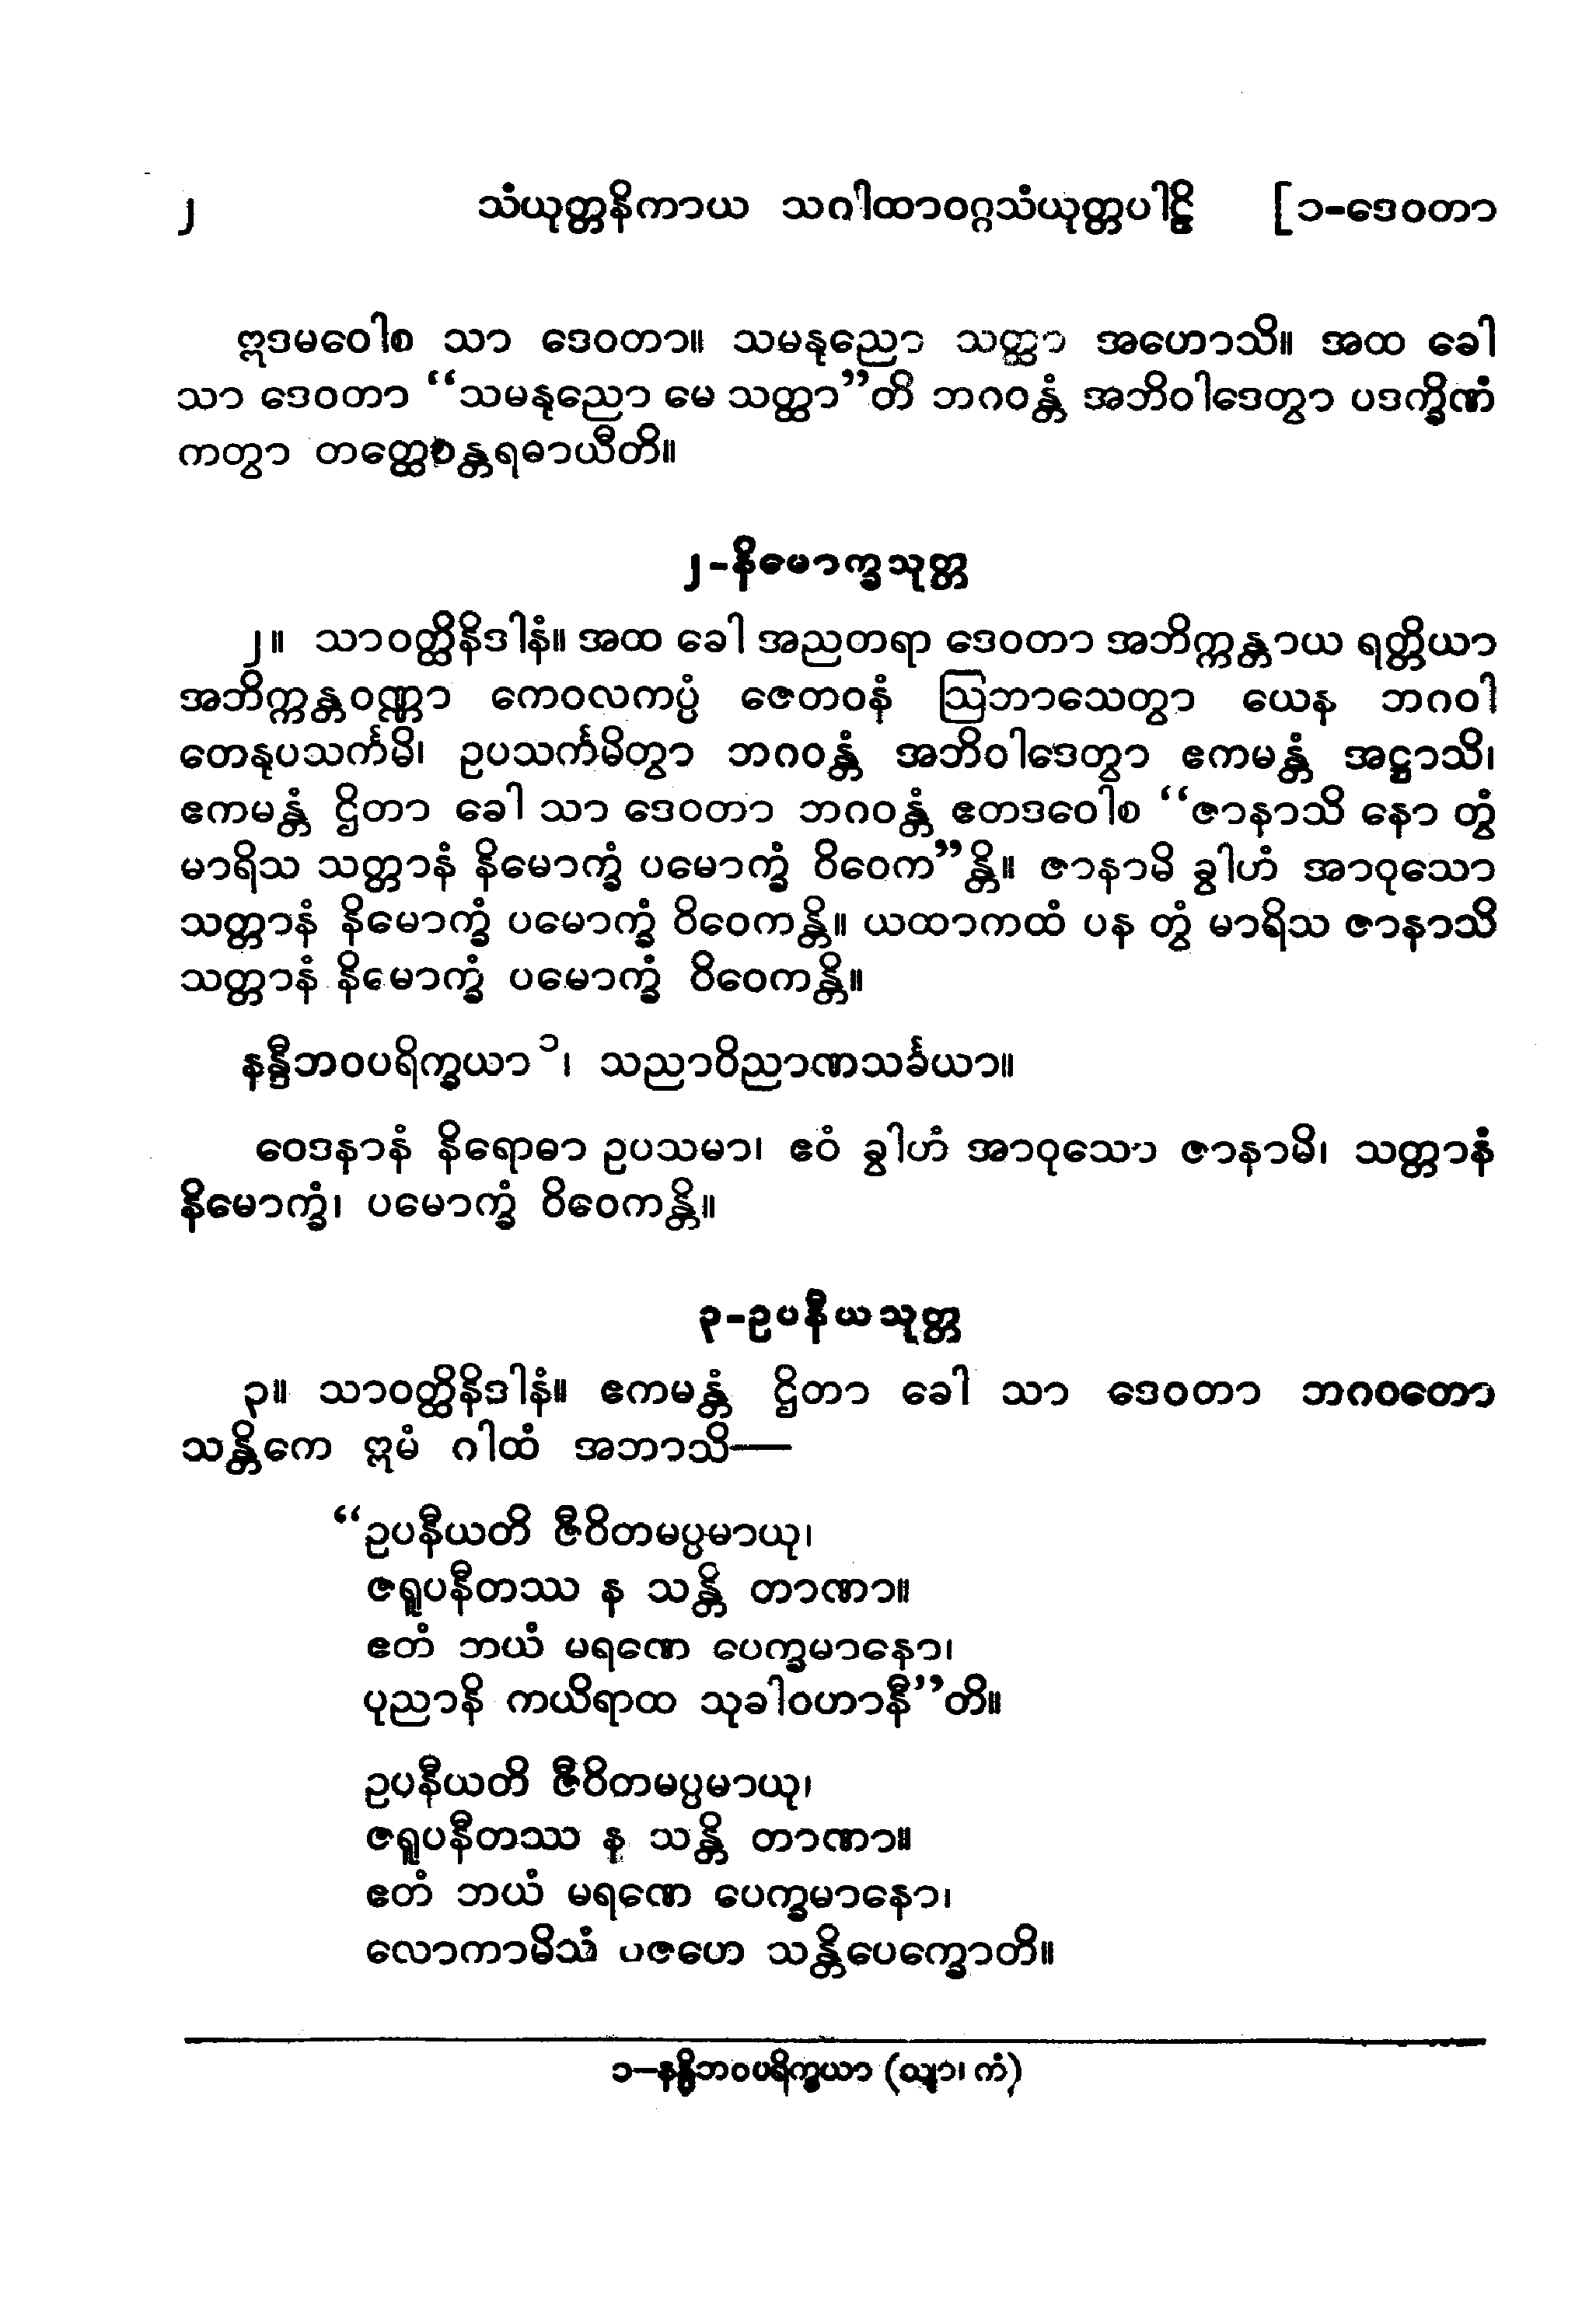 ၂ သံယုတ္တနိကာယ သဂါထာဝဂ္ဂသံယုတ္တပါဠိ [၁-ဒေဝတာ
ဣဒမဝေါစ သာ ဒေဝတာ။ သမနုညော သတ္ထာ အဟောသိ။ အထ ခေါ
သာ ဒေဝတာ “သမနုညော မေ သတ္ထာ”တိ ဘဂဝန္တံ အဘိဝါဒေတွာ ပဒက္ခိဏံ
ကတွာ တတ္ထေဝန္တရဓာယီတိ။
၂-နိမောက္ခသုတ္တ
၂။ သာဝတ္ထိနိဒါနံ။ အထ ခေါ အညတရာ ဒေဝတာ အဘိက္ကန္တာယ ရတ္တိယာ
အဘိက္ကန္တဝဏ္ဏာ ကေဝလကပ္ပံ ဇေတဝနံ ဩဘာသေတွာ ယေန ဘဂဝါ
တေနုပသင်္ကမိ၊ ဥပသင်္ကမိတွာ ဘဂဝန္တံ အဘိဝါဒေတွာ ဧကမန္တံ အဋ္ဌာသိ၊
ဧကမန္တံ ဌိတာ ခေါ သာ ဒေဝတာ ဘဂဝန္တံ ဧတဒဝေါစ “ဇာနာသိ နော တွံ
မာရိသ သတ္တာနံ နိမောက္ခံ ပမောက္ခံ ဝိဝေက”န္တိ။ ဇာနာမိ ခွါဟံ အာဝုသော
သတ္တာနံ နိမောက္ခံ ပမောက္ခံ ဝိဝေကန္တိ။ ယထာကထံ ပန တွံ မာရိသ ဇာနာသိ
သတ္တာနံ နိမောက္ခံ ပမောက္ခံ ဝိဝေကန္တိ။
နန္ဒီဘဝပရိက္ခယာ ၁၊ သညာဝိညာဏသင်္ခယာ။
ဝေဒနာနံ နိရောဓာ ဥပသမာ၊ ဧဝံ ခွါဟံ အာဝုသော ဇာနာမိ၊ သတ္တာနံ
နိမောက္ခံ၊ ပမောက္ခံ ဝိဝေကန္တိ။
၃-ဥပနီယသုတ္တ
၃။ သာဝတ္ထိနိဒါနံ။ ဧကမန္တံ ဌိတာ ခေါ သာ ဒေဝတာ ဘဂဝတော
သန္တိကေ ဣမံ ဂါထံ အဘာသိ—
“ဥပနီယတိ ဇီဝိတမပ္ပမာယု၊
ဇရူပနီတဿ န သန္တိ တာဏာ။
ဧတံ ဘယံ မရဏေ ပေက္ခမာနော၊
ပုညာနိ ကယိရာထ သုခါဝဟာနီ”တိ။
ဥပနီယတိ ဇီဝိတမပ္ပမာယု၊
ဇရူပနီတဿ န သန္တိ တာဏာ။
ဧတံ ဘယံ မရဏေ ပေက္ခမာနော၊
လောကာမိသံ ပဇဟေ သန္တိပေက္ခောတိ။
၁—နန္ဒိဘဝပရိက္ခယာ (သျာ၊ ကံ)